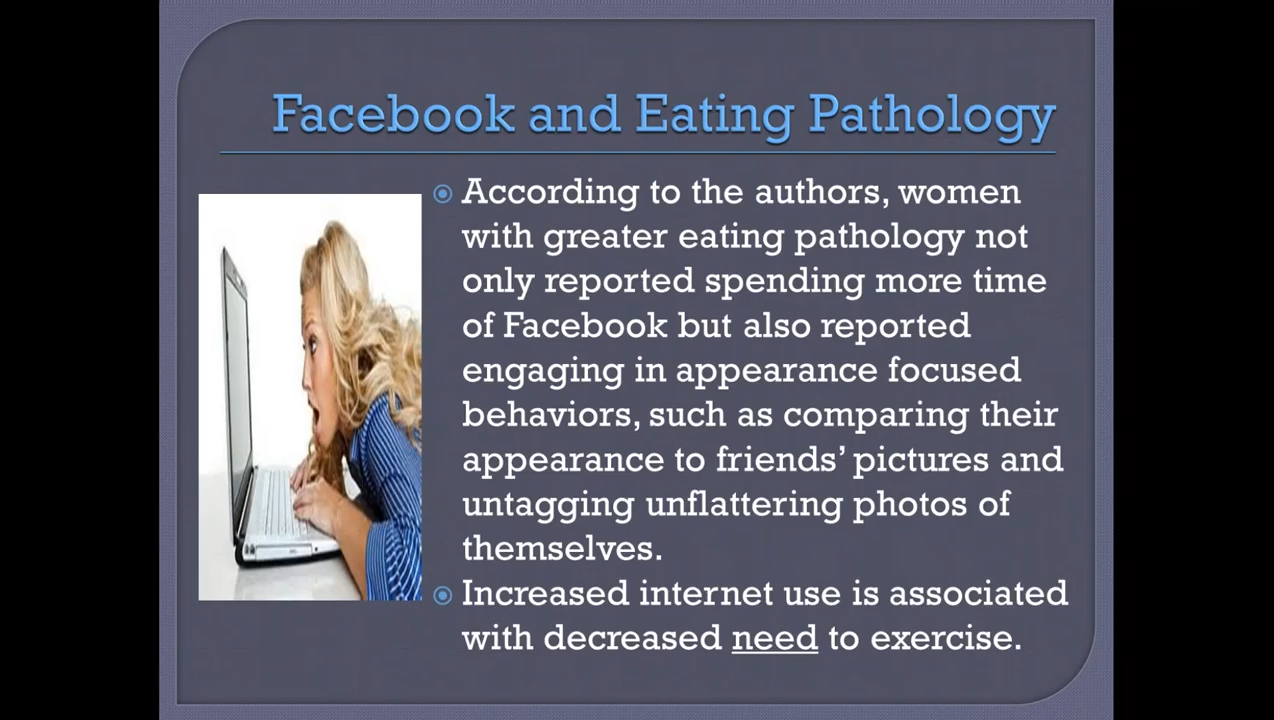 Facebook and Eating Pathology
According to the authors, women
with greater eating pathology not
only reported spending more time
of Facebook but also reported
engaging in appearance focused
behaviors, such as comparing their
appearance to friends’ pictures and
untagging unflattering photos of
themselves.
Increased internet use is associated
with decreased need to exercise.